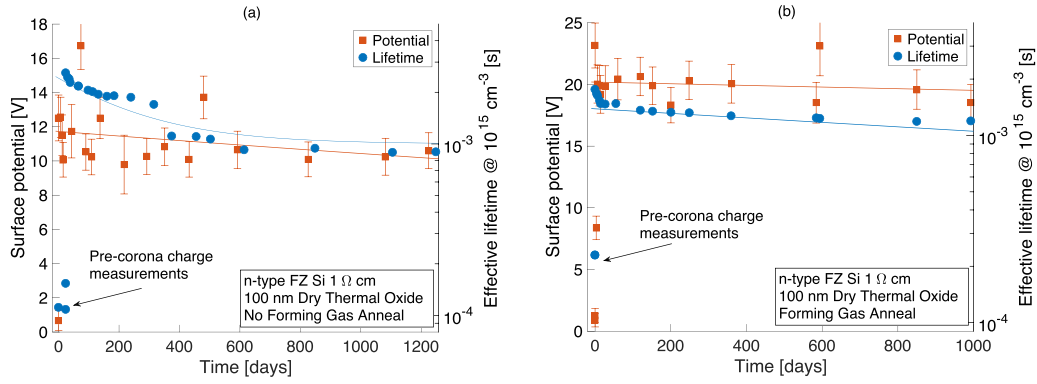 (a)
18
16
14
12
10
8
6
4
2
0
Surface potential [V]
Potential
Lifetime
Pre-corona charge
measurements
n-type FZ Si 1 Ω cm
100 nm Dry Thermal Oxide
No Forming Gas Anneal
0
200
400
600
800
1000
1200
Time [days]
10⁻³
10⁻⁴
Effective lifetime @ 10¹⁵ cm⁻³ [s]
(b)
25
20
15
10
5
0
Surface potential [V]
Potential
Lifetime
Pre-corona charge
measurements
n-type FZ Si 1 Ω cm
100 nm Dry Thermal Oxide
Forming Gas Anneal
0
200
400
600
800
1000
Time [days]
10⁻³
10⁻⁴
Effective lifetime @ 10¹⁵ cm⁻³ [s]